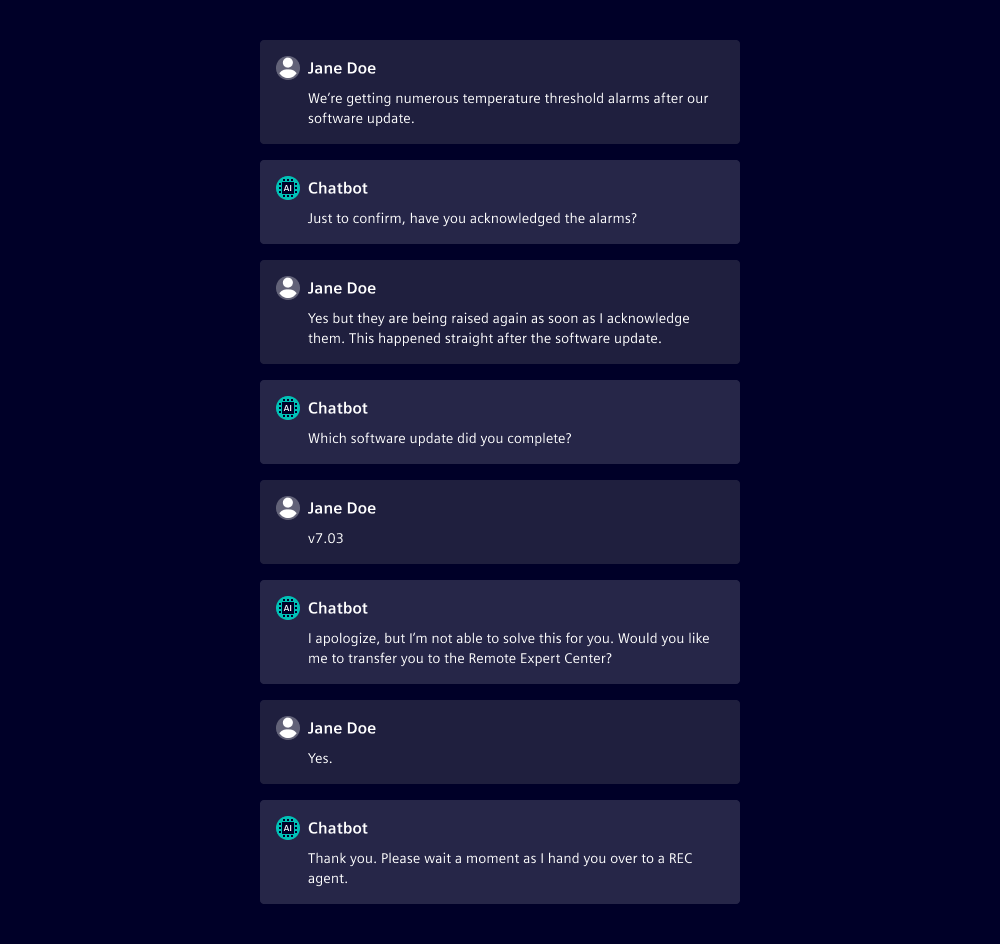 Jane Doe
We’re getting numerous temperature threshold alarms after our
software update.
AI
Chatbot
Just to confirm, have you acknowledged the alarms?
Jane Doe
Yes but they are being raised again as soon as I acknowledge
them. This happened straight after the software update.
AI
Chatbot
Which software update did you complete?
Jane Doe
v7.03
AI
Chatbot
I apologize, but I’m not able to solve this for you. Would you like
me to transfer you to the Remote Expert Center?
Jane Doe
Yes.
AI
Chatbot
Thank you. Please wait a moment as I hand you over to a REC
agent.